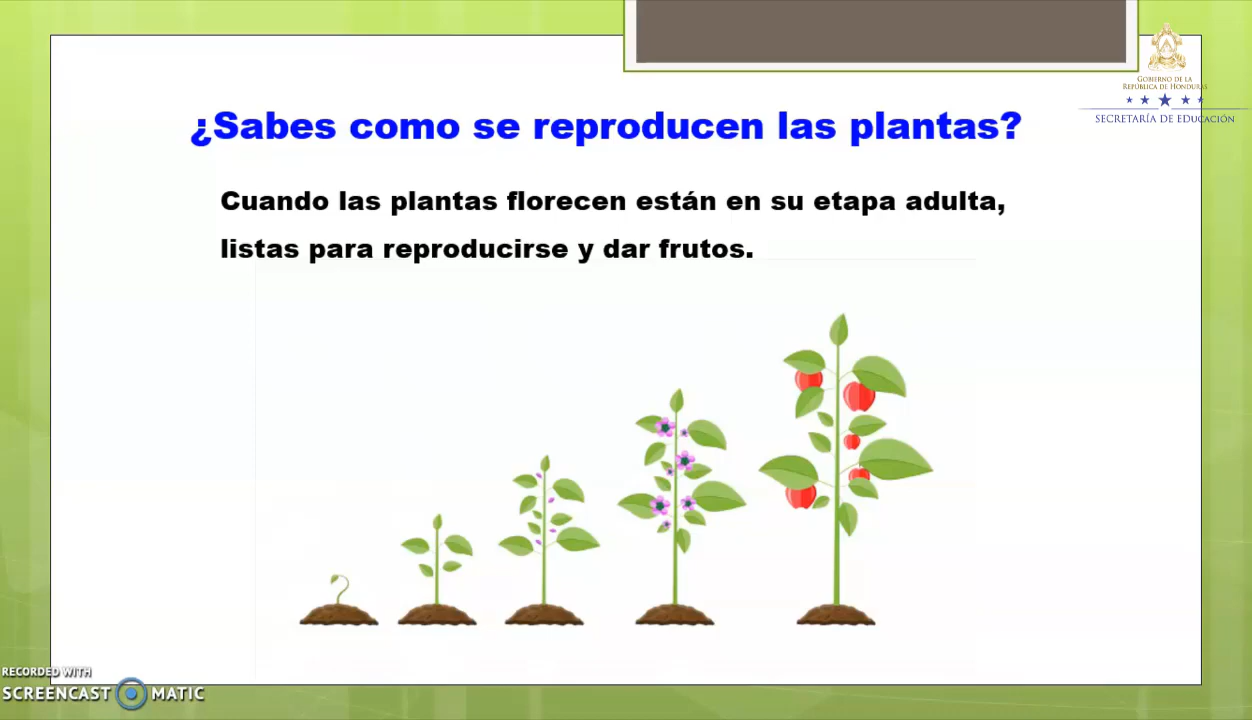 GOBIERNO DE LA
REPÚBLICA DE HONDURAS
SECRETARÍA DE EDUCACIÓN
¿Sabes como se reproducen las plantas?
Cuando las plantas florecen están en su etapa adulta,
listas para reproducirse y dar frutos.
RECORDED WITH
SCREENCAST MATIC